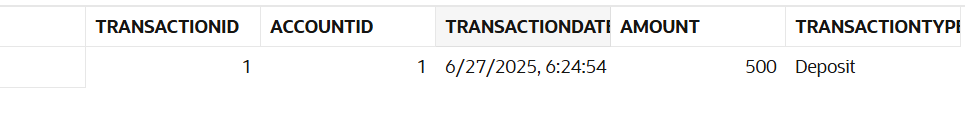 TRANSACTIONID ACCOUNTID TRANSACTIONDATE AMOUNT TRANSACTIONTYPE
1 1 6/27/2025, 6:24:54 500 Deposit